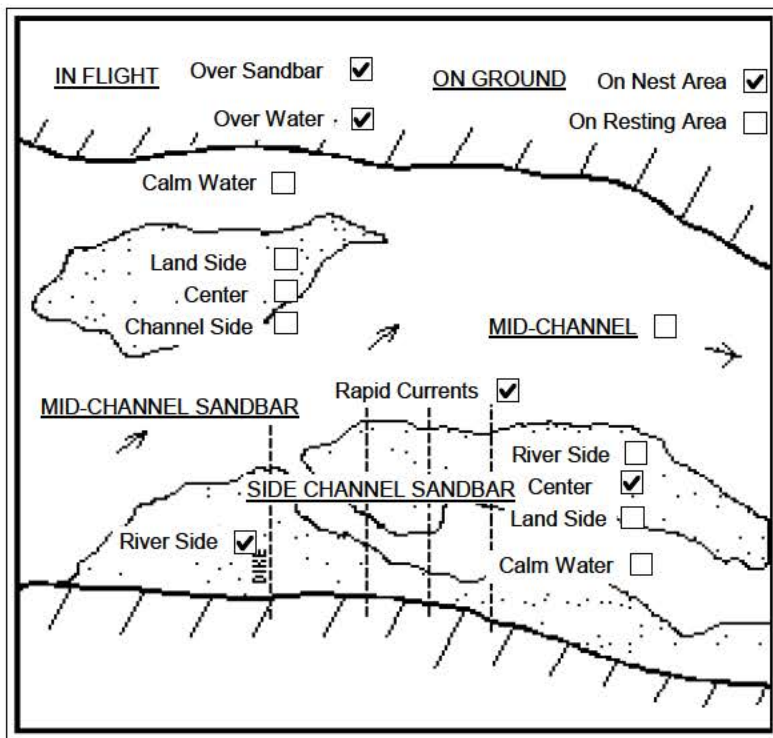 IN FLIGHT Over Sandbar ON GROUND On Nest Area
Over Water On Resting Area
Calm Water
Land Side
Center
Channel Side
MID-CHANNEL
Rapid Currents
MID-CHANNEL SANDBAR
River Side
SIDE CHANNEL SANDBAR Center
Land Side
River Side
DIKE
Calm Water